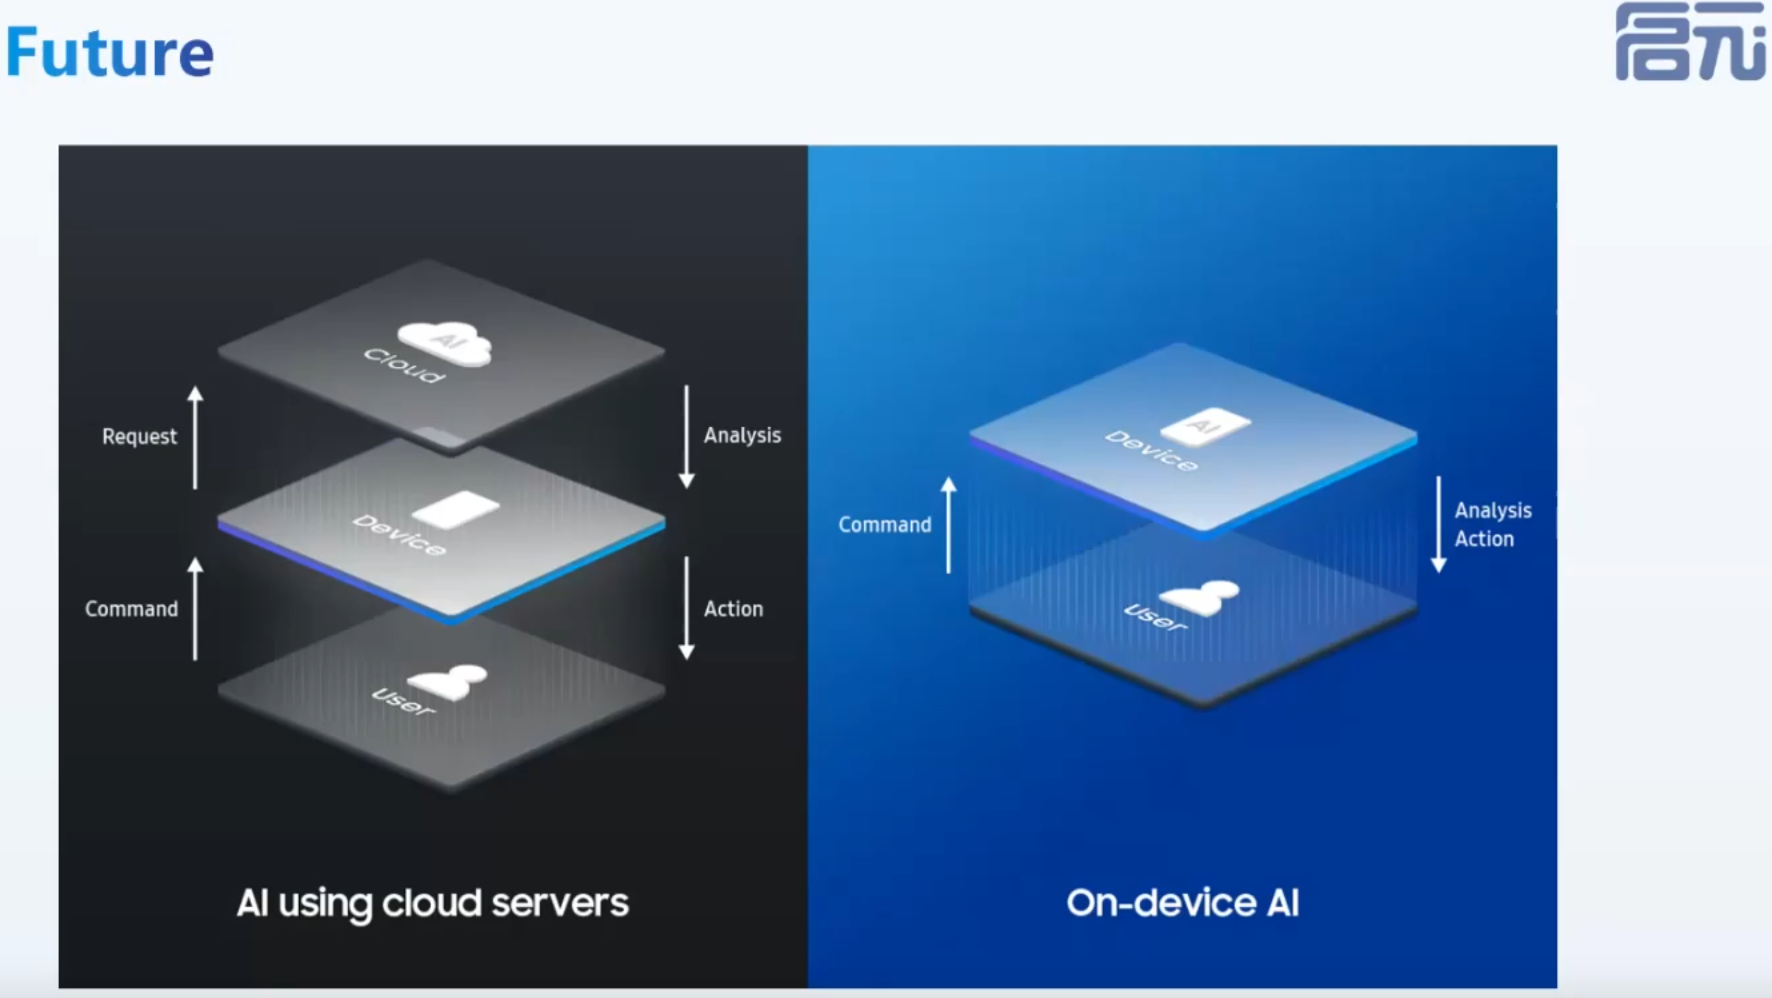 Future
启元
AI
Cloud
Request
Analysis
Device
Command
Action
User
AI using cloud servers
AI
Device
Command
Analysis
Action
User
On-device AI